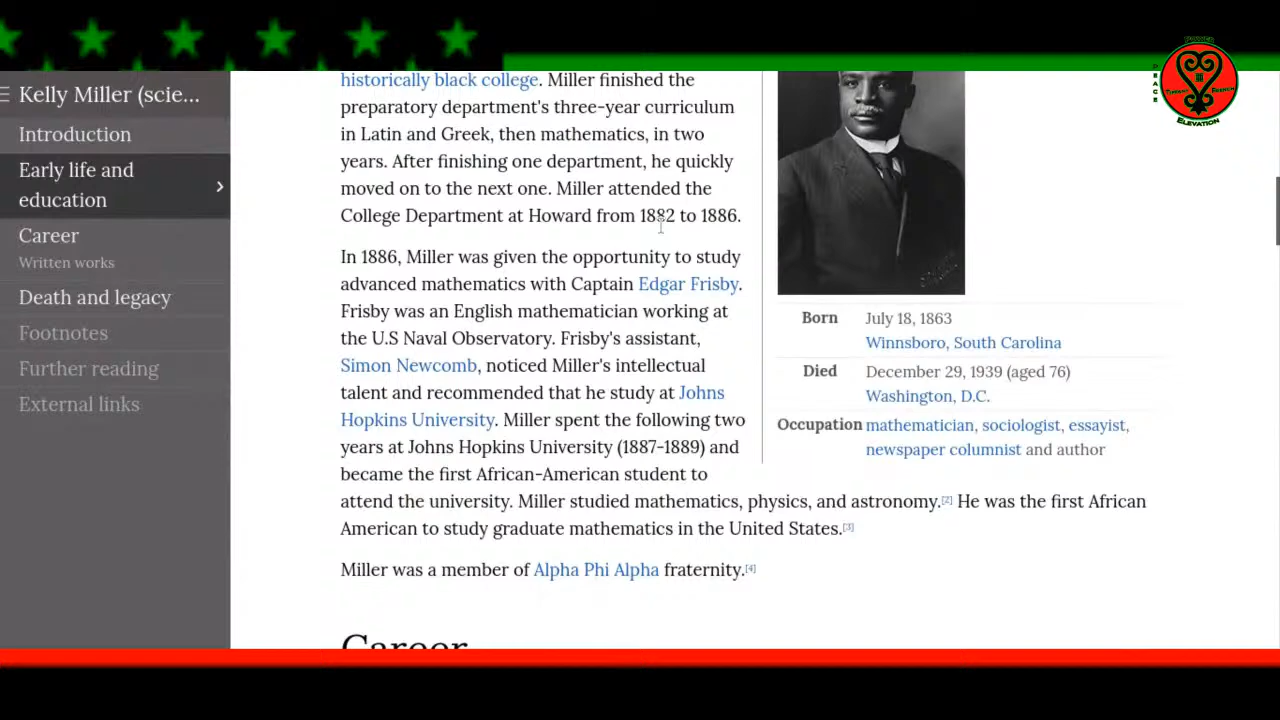 Kelly Miller (scie...
Introduction
Early life and
education
Career
Written works
Death and legacy
Footnotes
Further reading
External links
historically black college. Miller finished the
preparatory department's three-year curriculum
in Latin and Greek, then mathematics, in two
years. After finishing one department, he quickly
moved on to the next one. Miller attended the
College Department at Howard from 1882 to 1886.
In 1886, Miller was given the opportunity to study
advanced mathematics with Captain Edgar Frisby.
Frisby was an English mathematician working at
the U.S Naval Observatory. Frisby's assistant,
Simon Newcomb, noticed Miller's intellectual
talent and recommended that he study at Johns
Hopkins University. Miller spent the following two
years at Johns Hopkins University (1887-1889) and
became the first African-American student to
attend the university. Miller studied mathematics, physics, and astronomy.[2] He was the first African
American to study graduate mathematics in the United States.[3]
Miller was a member of Alpha Phi Alpha fraternity.[4]
Career
Born July 18, 1863
Winnsboro, South Carolina
Died December 29, 1939 (aged 76)
Washington, D.C.
Occupation mathematician, sociologist, essayist,
newspaper columnist and author
PEACE
POWER
ELEVATION